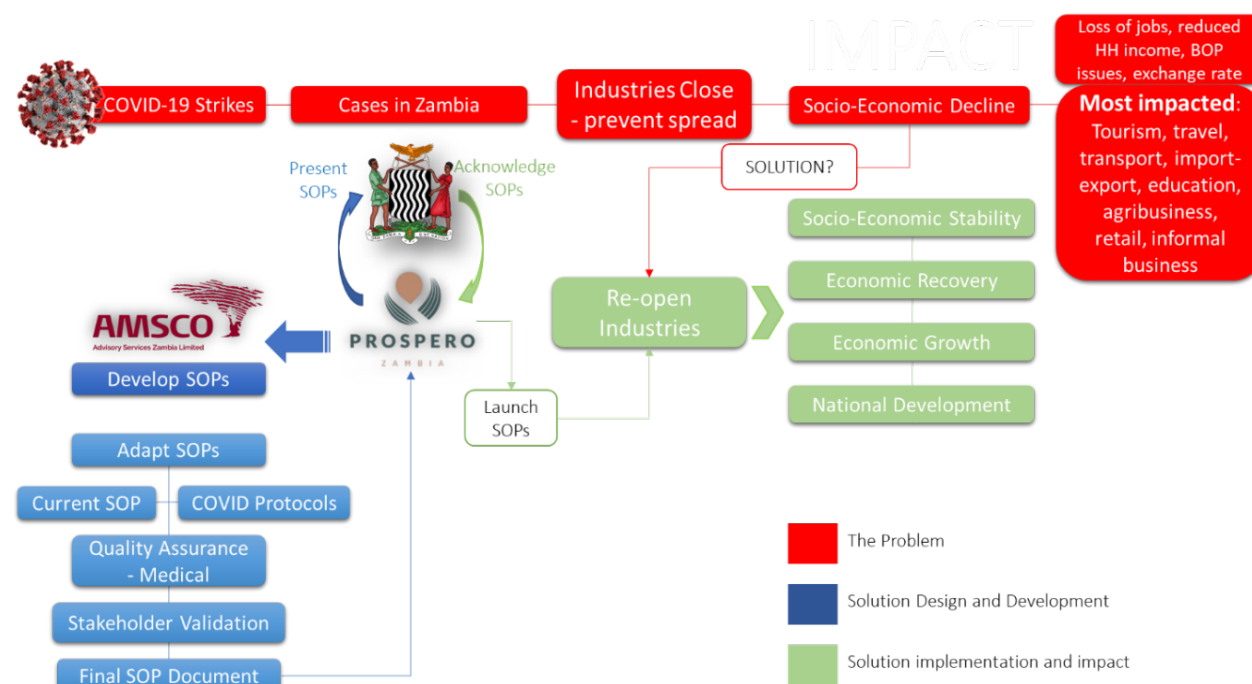 IMPACT
Loss of jobs, reduced
HH income, BOP
issues, exchange rate
COVID-19 Strikes
Cases in Zambia
Industries Close
- prevent spread
Socio-Economic Decline
Most impacted:
Tourism, travel,
transport, import-
export, education,
agribusiness,
retail, informal
business
SOLUTION?
Present
SOPs
Acknowledge
SOPs
Socio-Economic Stability
Economic Recovery
Economic Growth
National Development
Re-open
Industries
AMSCO
Advisory Services Zambia Limited
PROSPERO
ZAMBIA
Develop SOPs
Launch
SOPs
Adapt SOPs
Current SOP
COVID Protocols
Quality Assurance
- Medical
Stakeholder Validation
Final SOP Document
The Problem
Solution Design and Development
Solution implementation and impact